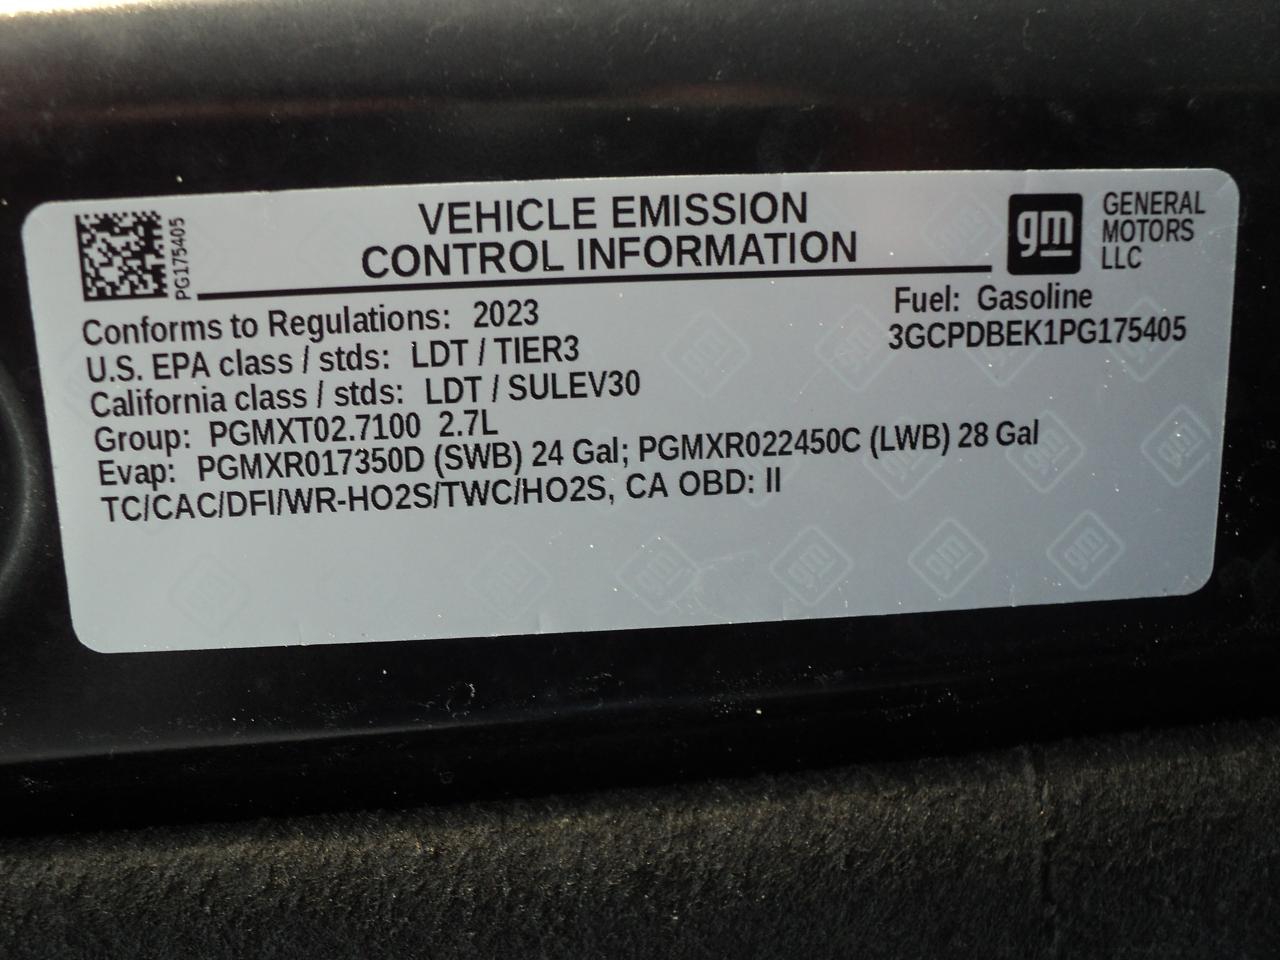 PG175405
VEHICLE EMISSION
CONTROL INFORMATION
gm
GENERAL
MOTORS
LLC
Conforms to Regulations: 2023
Fuel: Gasoline
U.S. EPA class / stds: LDT / TIER3
3GCPDBEK1PG175405
California class / stds: LDT / SULEV30
Group: PGMXT02.7100 2.7L
Evap: PGMXR017350D (SWB) 24 Gal; PGMXR022450C (LWB) 28 Gal
TC/CAC/DFI/WR-HO2S/TWC/HO2S, CA OBD: II